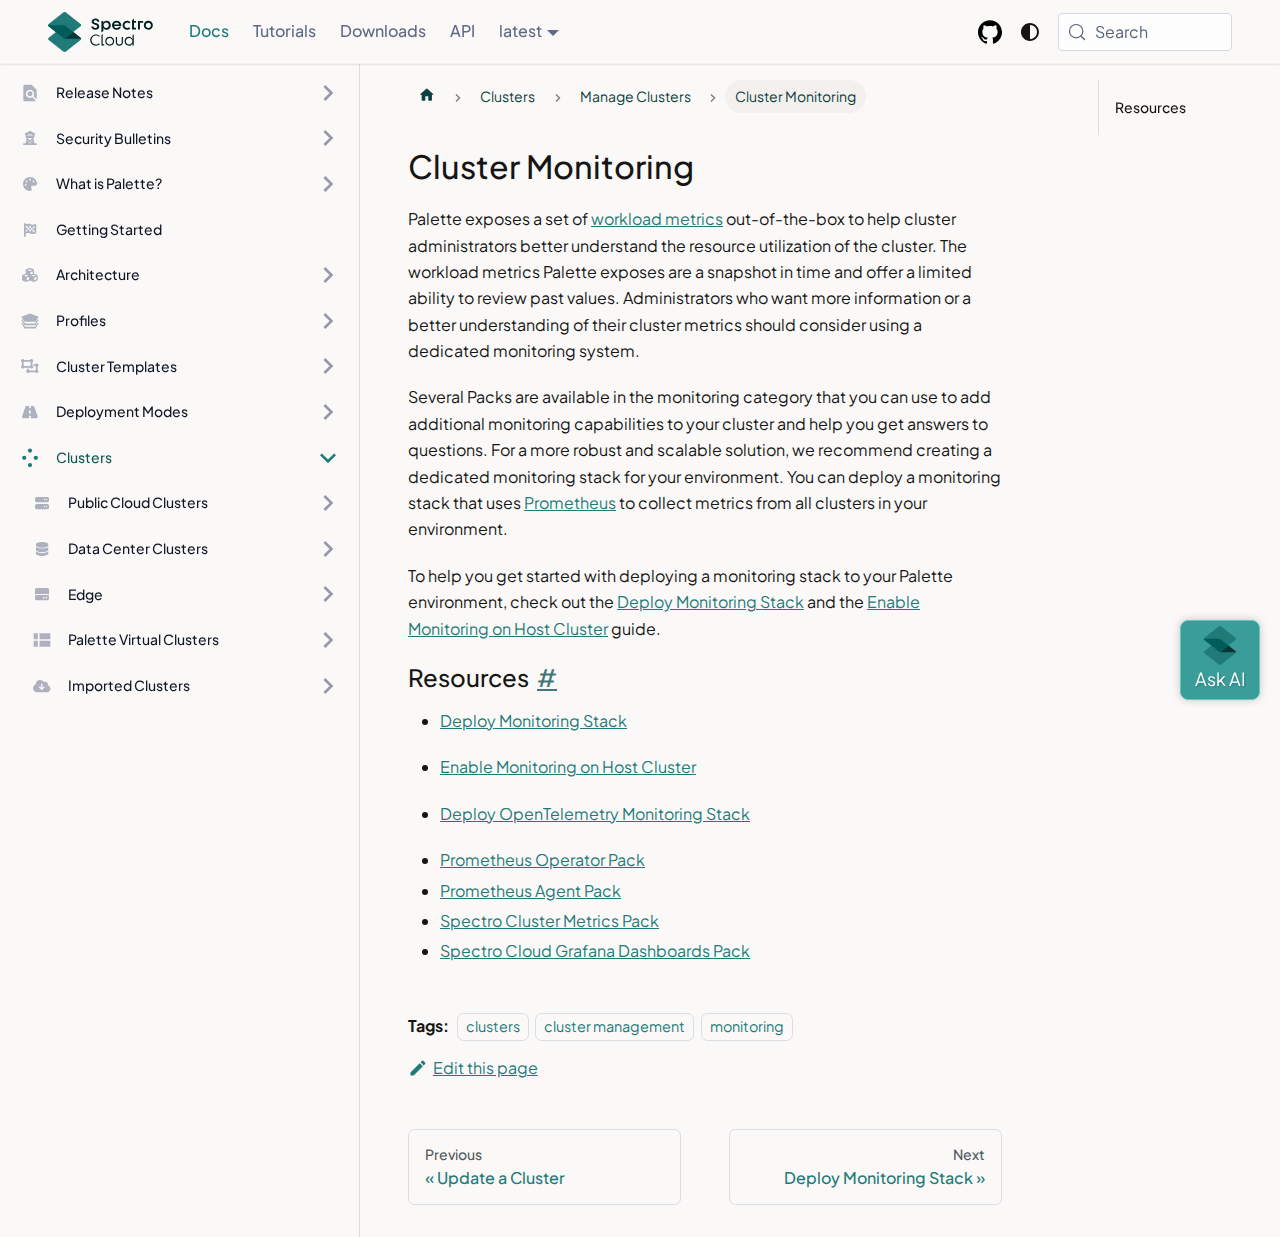 Spectro
Cloud
Docs
Tutorials
Downloads
API
latest
Search
Release Notes
Security Bulletins
What is Palette?
Getting Started
Architecture
Profiles
Cluster Templates
Deployment Modes
Clusters
Public Cloud Clusters
Data Center Clusters
Edge
Palette Virtual Clusters
Imported Clusters
Clusters
Manage Clusters
Cluster Monitoring
Cluster Monitoring
Palette exposes a set of workload metrics out-of-the-box to help cluster
administrators better understand the resource utilization of the cluster. The
workload metrics Palette exposes are a snapshot in time and offer a limited
ability to review past values. Administrators who want more information or a
better understanding of their cluster metrics should consider using a
dedicated monitoring system.
Several Packs are available in the monitoring category that you can use to add
additional monitoring capabilities to your cluster and help you get answers to
questions. For a more robust and scalable solution, we recommend creating a
dedicated monitoring stack for your environment. You can deploy a monitoring
stack that uses Prometheus to collect metrics from all clusters in your
environment.
To help you get started with deploying a monitoring stack to your Palette
environment, check out the Deploy Monitoring Stack and the Enable
Monitoring on Host Cluster guide.
Resources #
Deploy Monitoring Stack
Enable Monitoring on Host Cluster
Deploy OpenTelemetry Monitoring Stack
Prometheus Operator Pack
Prometheus Agent Pack
Spectro Cluster Metrics Pack
Spectro Cloud Grafana Dashboards Pack
Tags: clusters cluster management monitoring
Edit this page
Previous
« Update a Cluster
Next
Deploy Monitoring Stack »
Resources
Ask AI